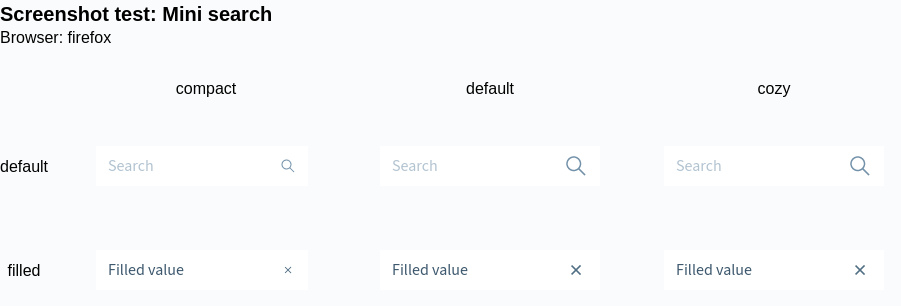 Screenshot test: Mini search
Browser: firefox
compact default cozy
default Search Search Search
filled Filled value Filled value Filled value